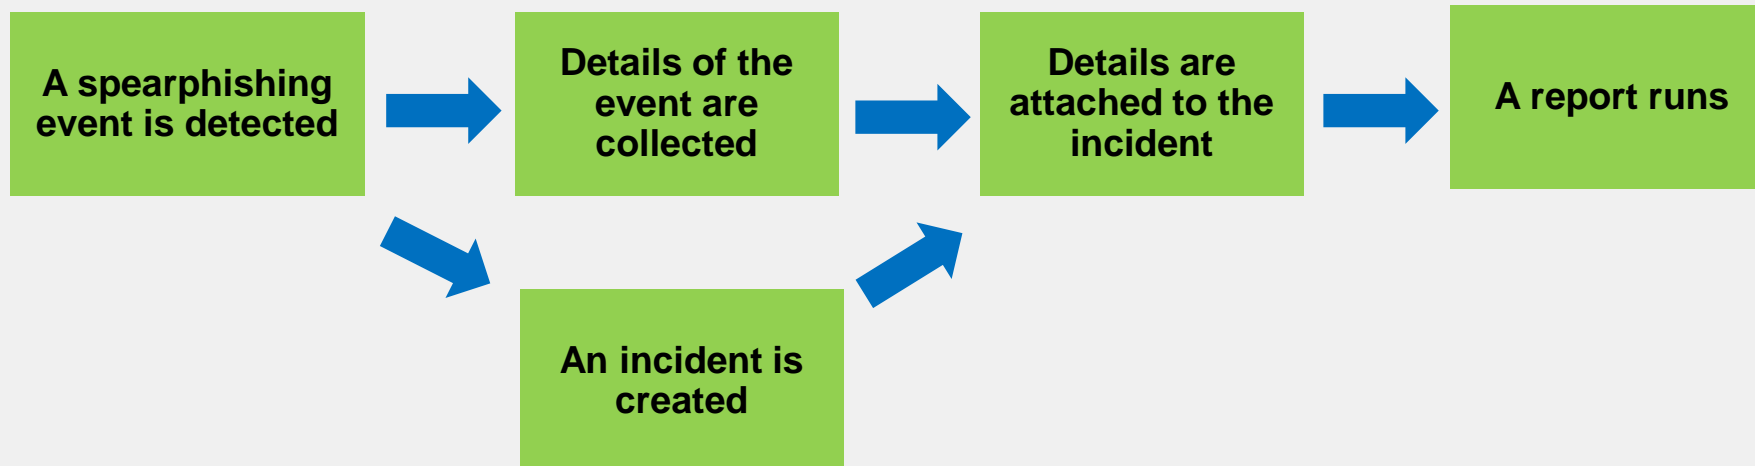 A spearphishing
event is detected
Details of the
event are
collected
Details are
attached to the
incident
A report runs
An incident is
created